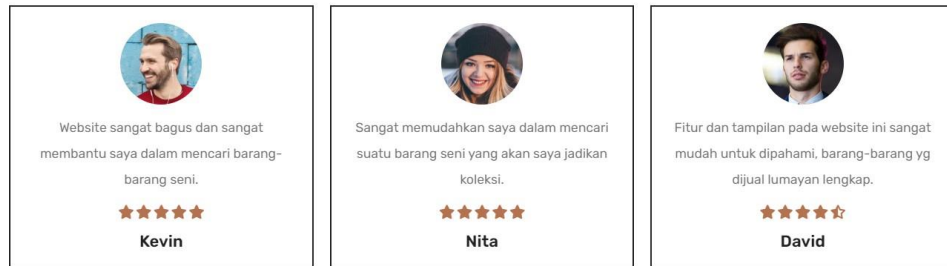 Website sangat bagus dan sangat
membantu saya dalam mencari barang-
barang seni.
Kevin
Sangat memudahkan saya dalam mencari
suatu barang seni yang akan saya jadikan
koleksi.
Nita
Fitur dan tampilan pada website ini sangat
mudah untuk dipahami, barang-barang yg
dijual lumayan lengkap.
David